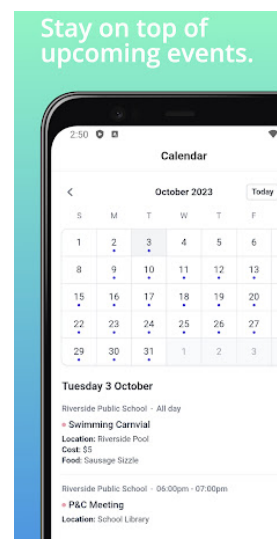 Stay on top of
upcoming events.
2:50
Calendar
October 2023 Today
S M T W T F
1 2 3 4 5 6
8 9 10 11 12 13
15 16 17 18 19 20
22 23 24 25 26 27
29 30 31 1 2 3
Tuesday 3 October
Riverside Public School - All day
Swimming Carnvial
Location: Riverside Pool
Cost: $5
Food: Sausage Sizzle
Riverside Public School - 06:00pm - 07:00pm
P&C Meeting
Location: School Library